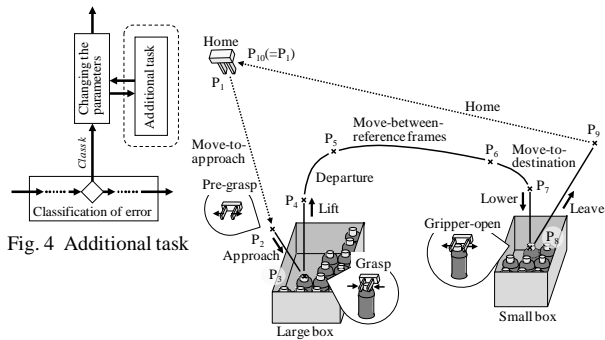 Changing the
parameters
Additional task
Class k
Classification of error
Fig. 4 Additional task
Home
P10(=P1)
P1
Move-to-
approach
Pre-grasp
P2
Approach
P3
P4
Lift
Departure
P5
Move-between-
reference frames
Home
P6
Move-to-
destination
P7
Lower
Leave
P9
Gripper-open
P8
Grasp
Large box
Small box